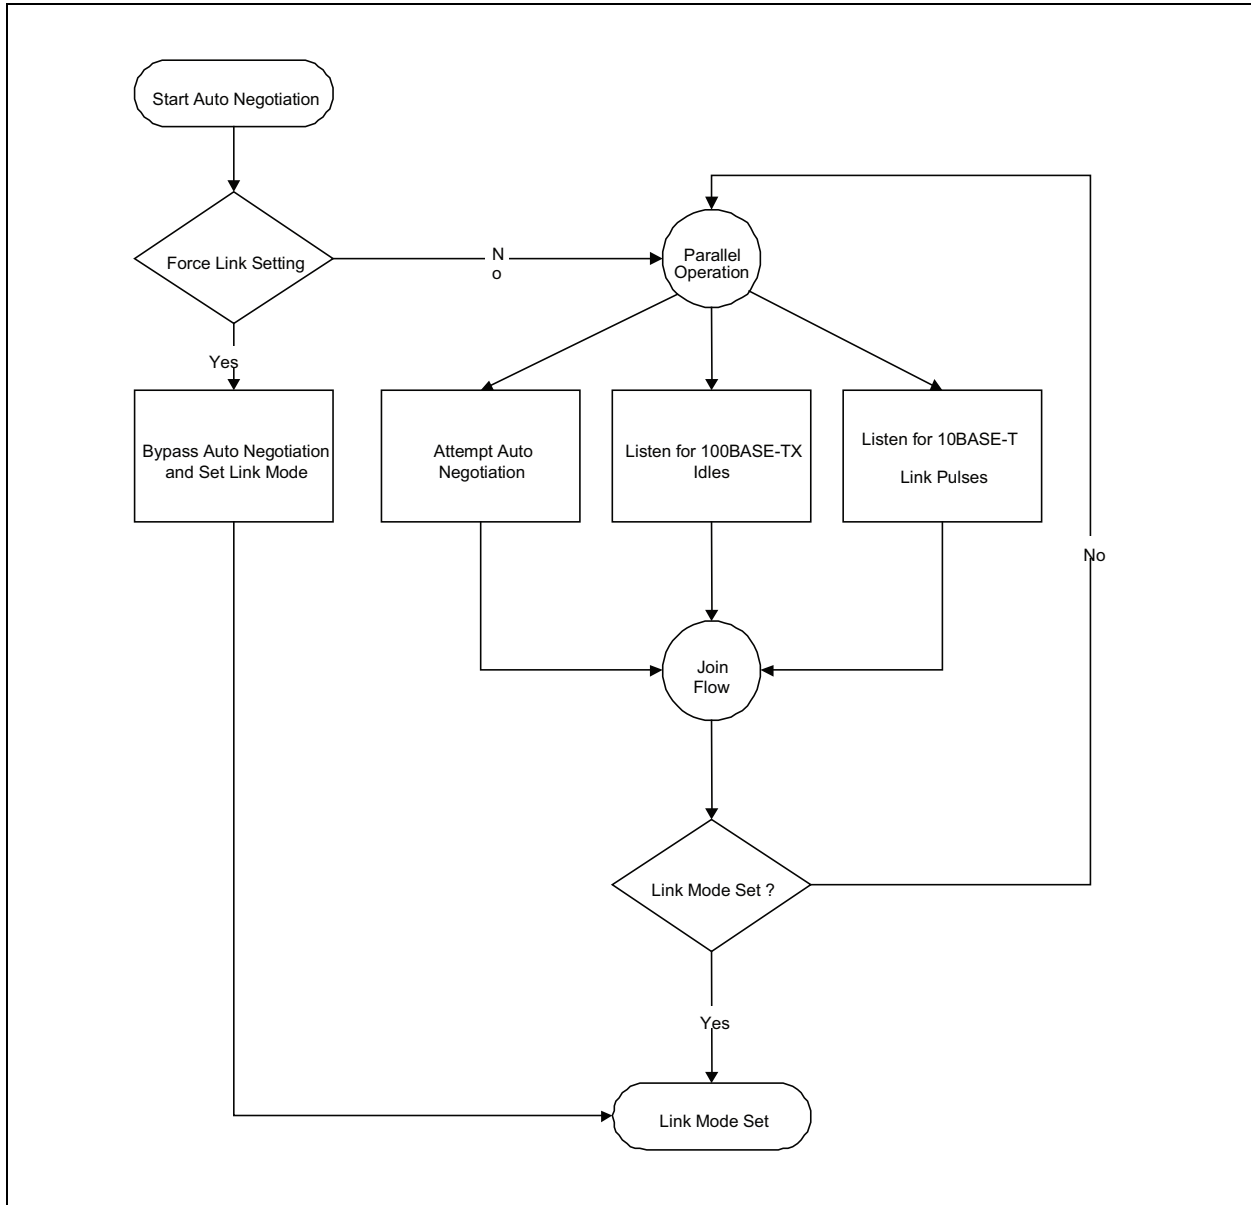 Start Auto Negotiation
Force Link Setting
N
o
Parallel
Operation
Yes
Bypass Auto Negotiation
and Set Link Mode
Attempt Auto
Negotiation
Listen for 100BASE-TX
Idles
Listen for 10BASE-T
Link Pulses
No
Join
Flow
Link Mode Set ?
Yes
Link Mode Set